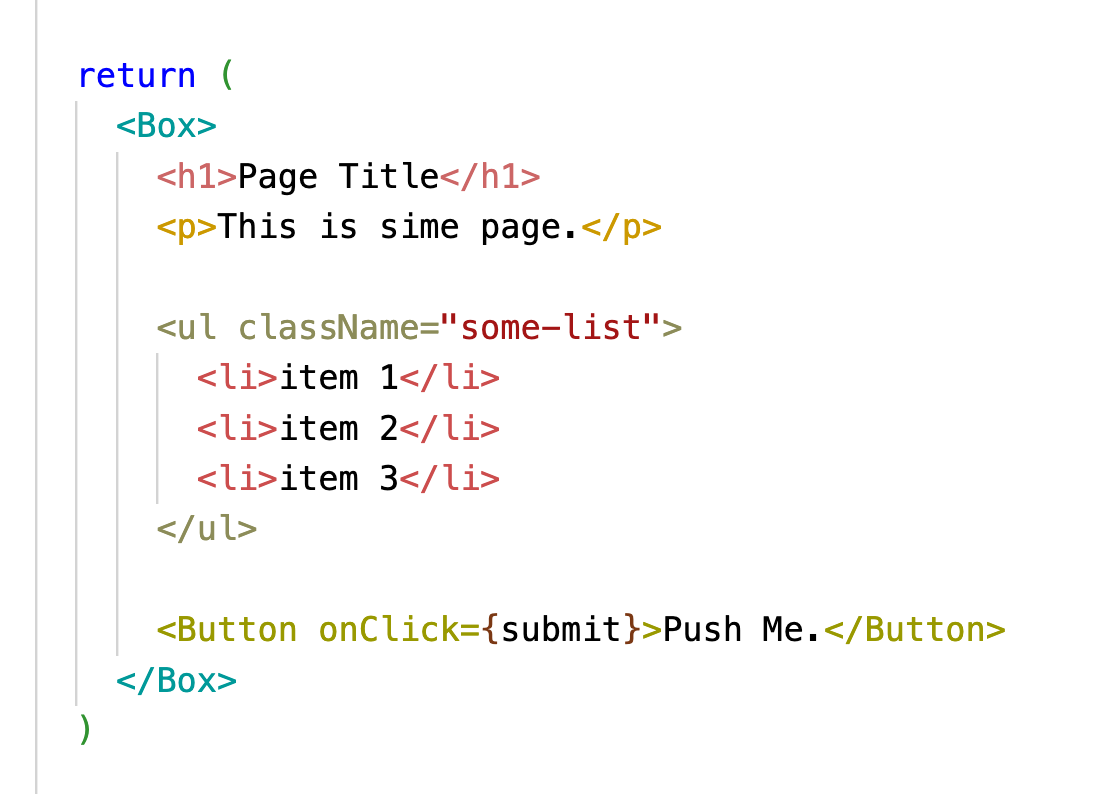 return (
<Box>
<h1>Page Title</h1>
<p>This is sime page.</p>
<ul className="some-list">
<li>item 1</li>
<li>item 2</li>
<li>item 3</li>
</ul>
<Button onClick={submit}>Push Me.</Button>
</Box>
)